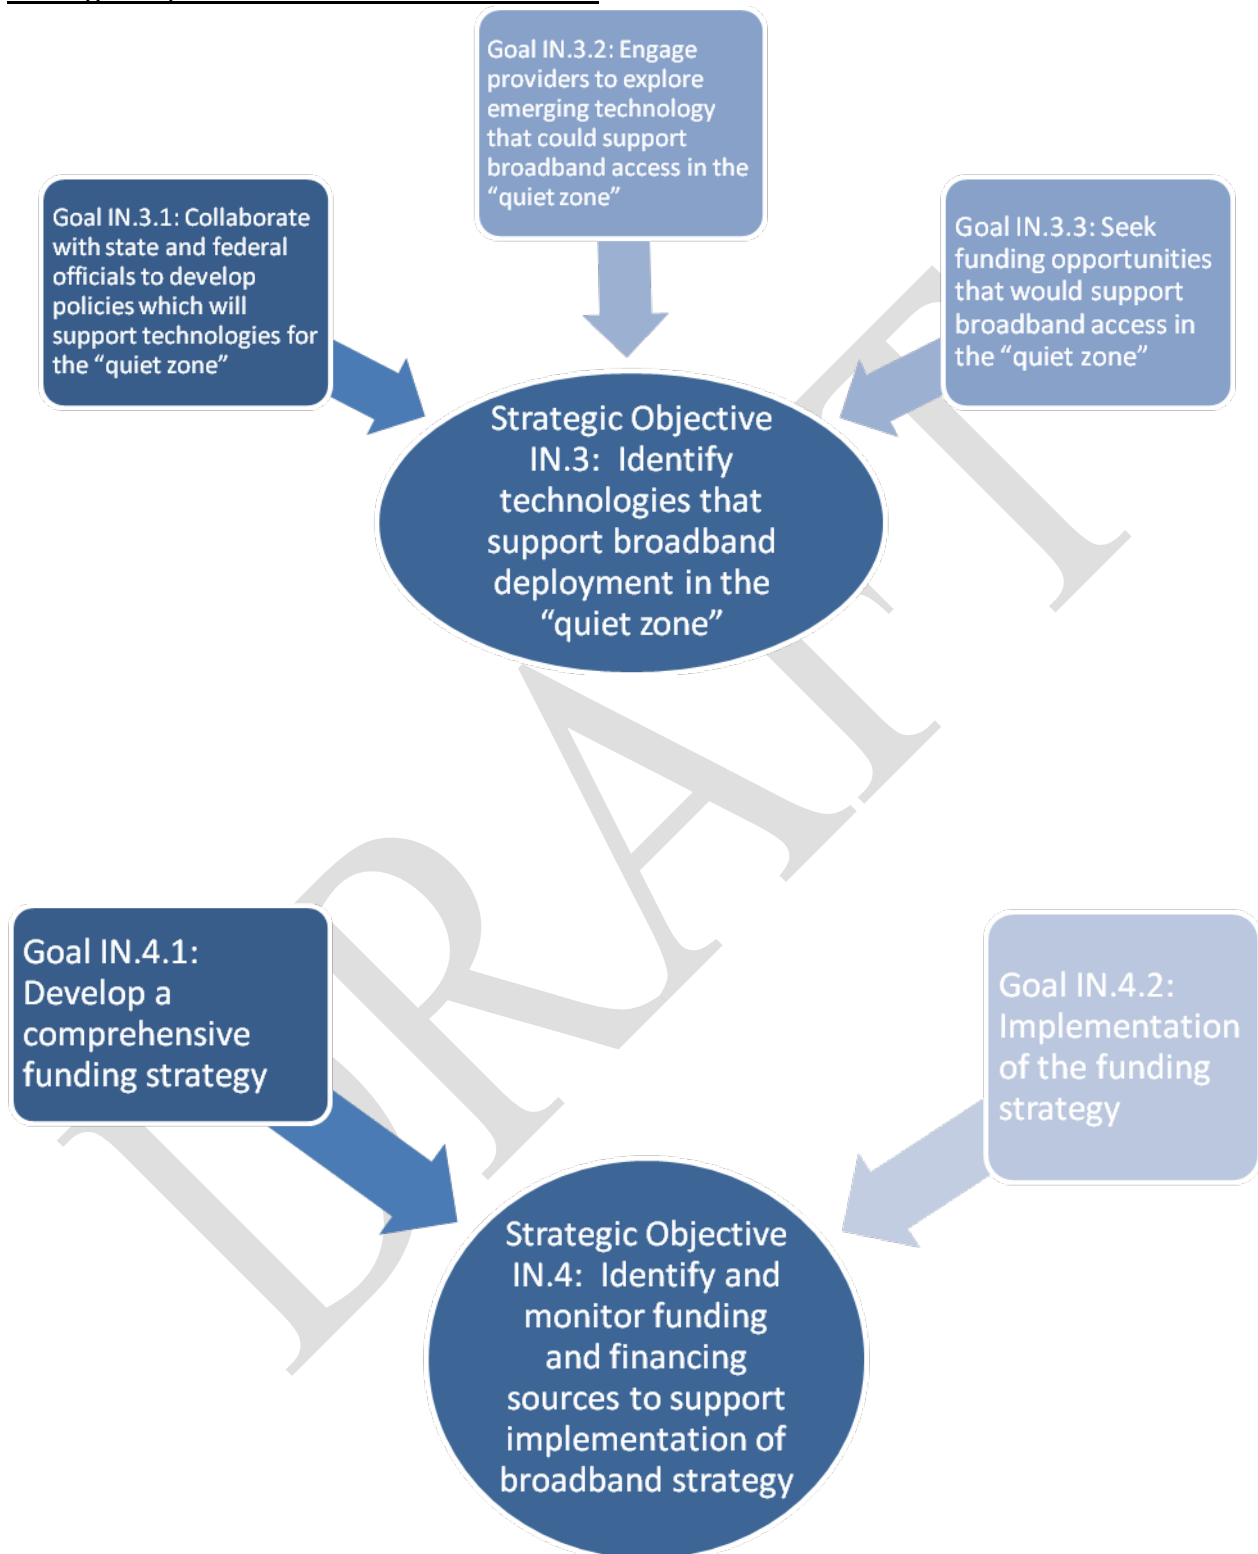 Goal IN.3.2: Engage
providers to explore
emerging technology
that could support
broadband access in the
“quiet zone”
Goal IN.3.1: Collaborate
with state and federal
officials to develop
policies which will
support technologies for
the “quiet zone”
Goal IN.3.3: Seek
funding opportunities
that would support
broadband access in
the “quiet zone”
Strategic Objective
IN.3: Identify
technologies that
support broadband
deployment in the
“quiet zone”
DRAFT
Goal IN.4.1:
Develop a
comprehensive
funding strategy
Goal IN.4.2:
Implementation
of the funding
strategy
Strategic Objective
IN.4: Identify and
monitor funding
and financing
sources to support
implementation of
broadband strategy